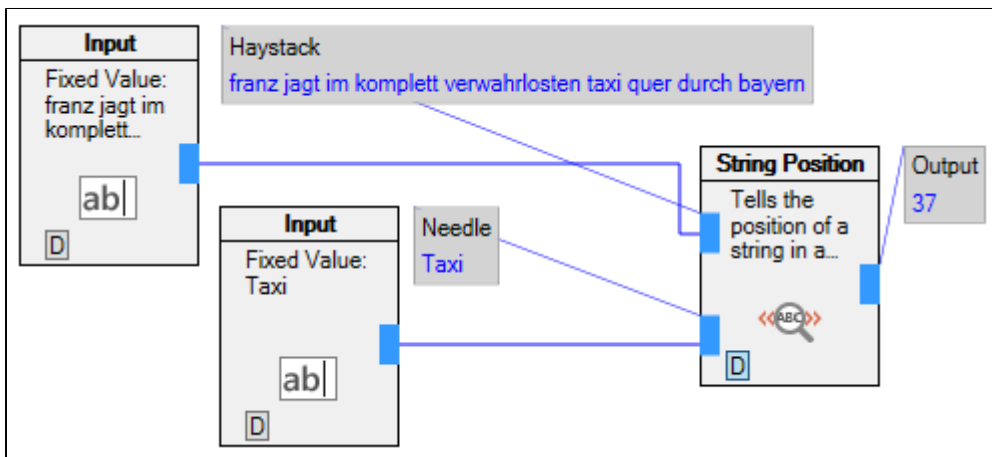 Input
Fixed Value:
franz jagt im
komplett...
ab
D
Haystack
franz jagt im komplett verwahrlosten taxi quer durch bayern
Input
Fixed Value:
Taxi
ab
D
Needle
Taxi
String Position
Tells the
position of a
string in a...
<<ABC>>
D
Output
37